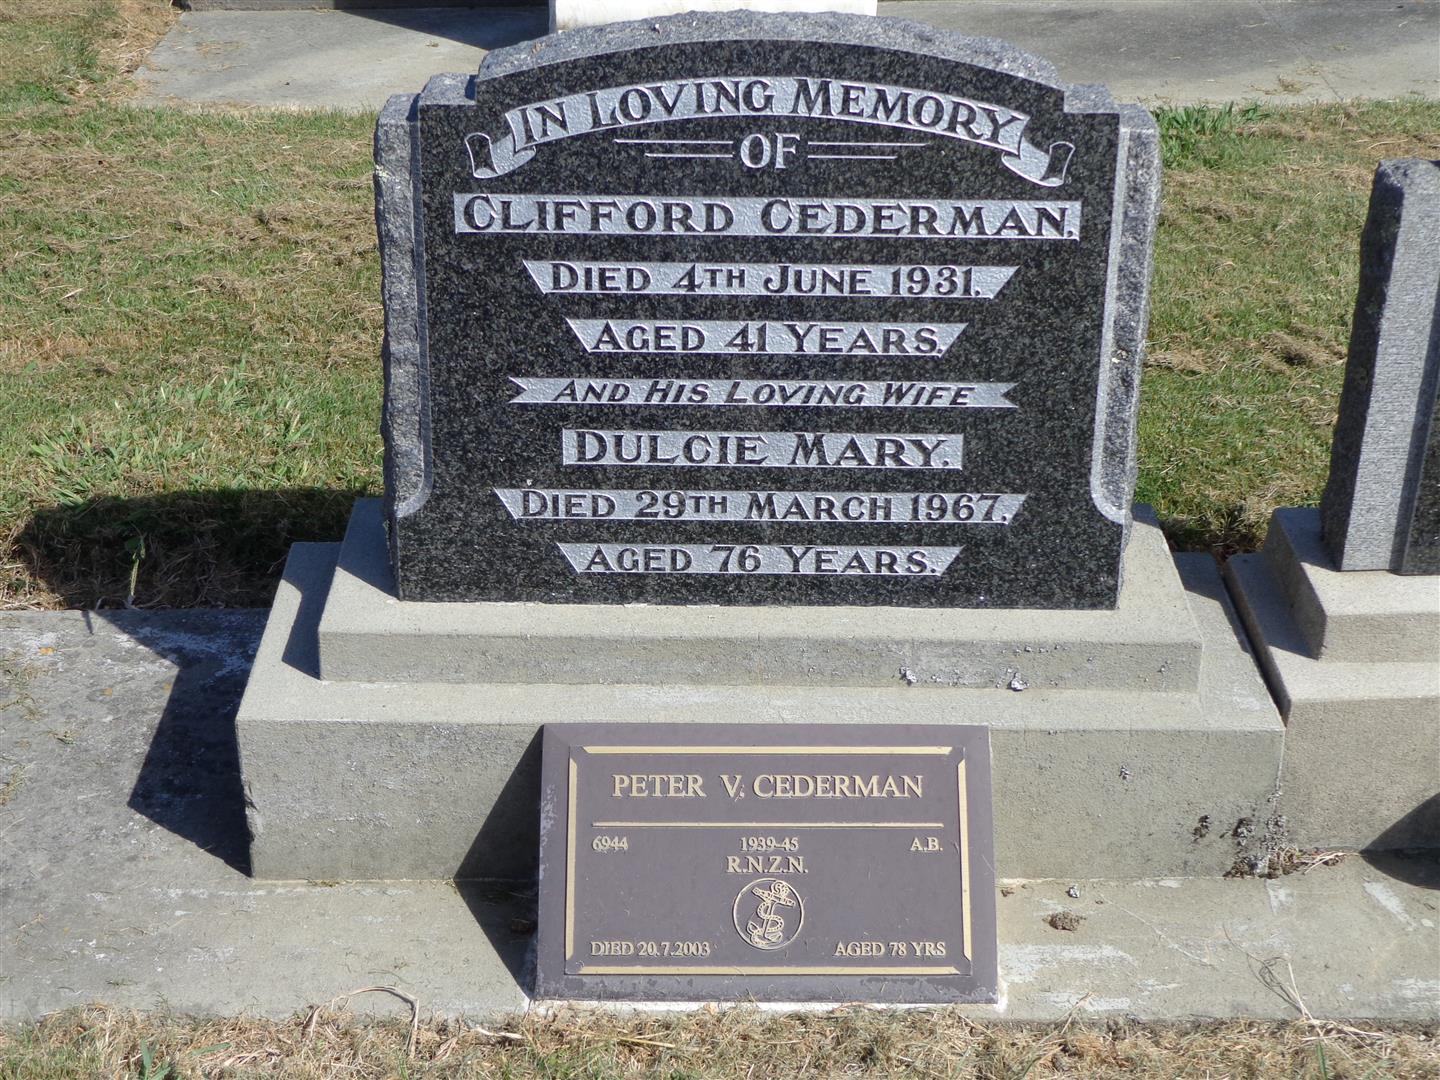 IN LOVING MEMORY
OF
CLIFFORD CEDERMAN.
DIED 4TH JUNE 1931.
AGED 41 YEARS.
AND HIS LOVING WIFE
DULCIE MARY.
DIED 29TH MARCH 1967.
AGED 76 YEARS.
PETER V. CEDERMAN
6944 1939-45 A.B.
R.N.Z.N.
DIED 20.7.2003 AGED 78 YRS